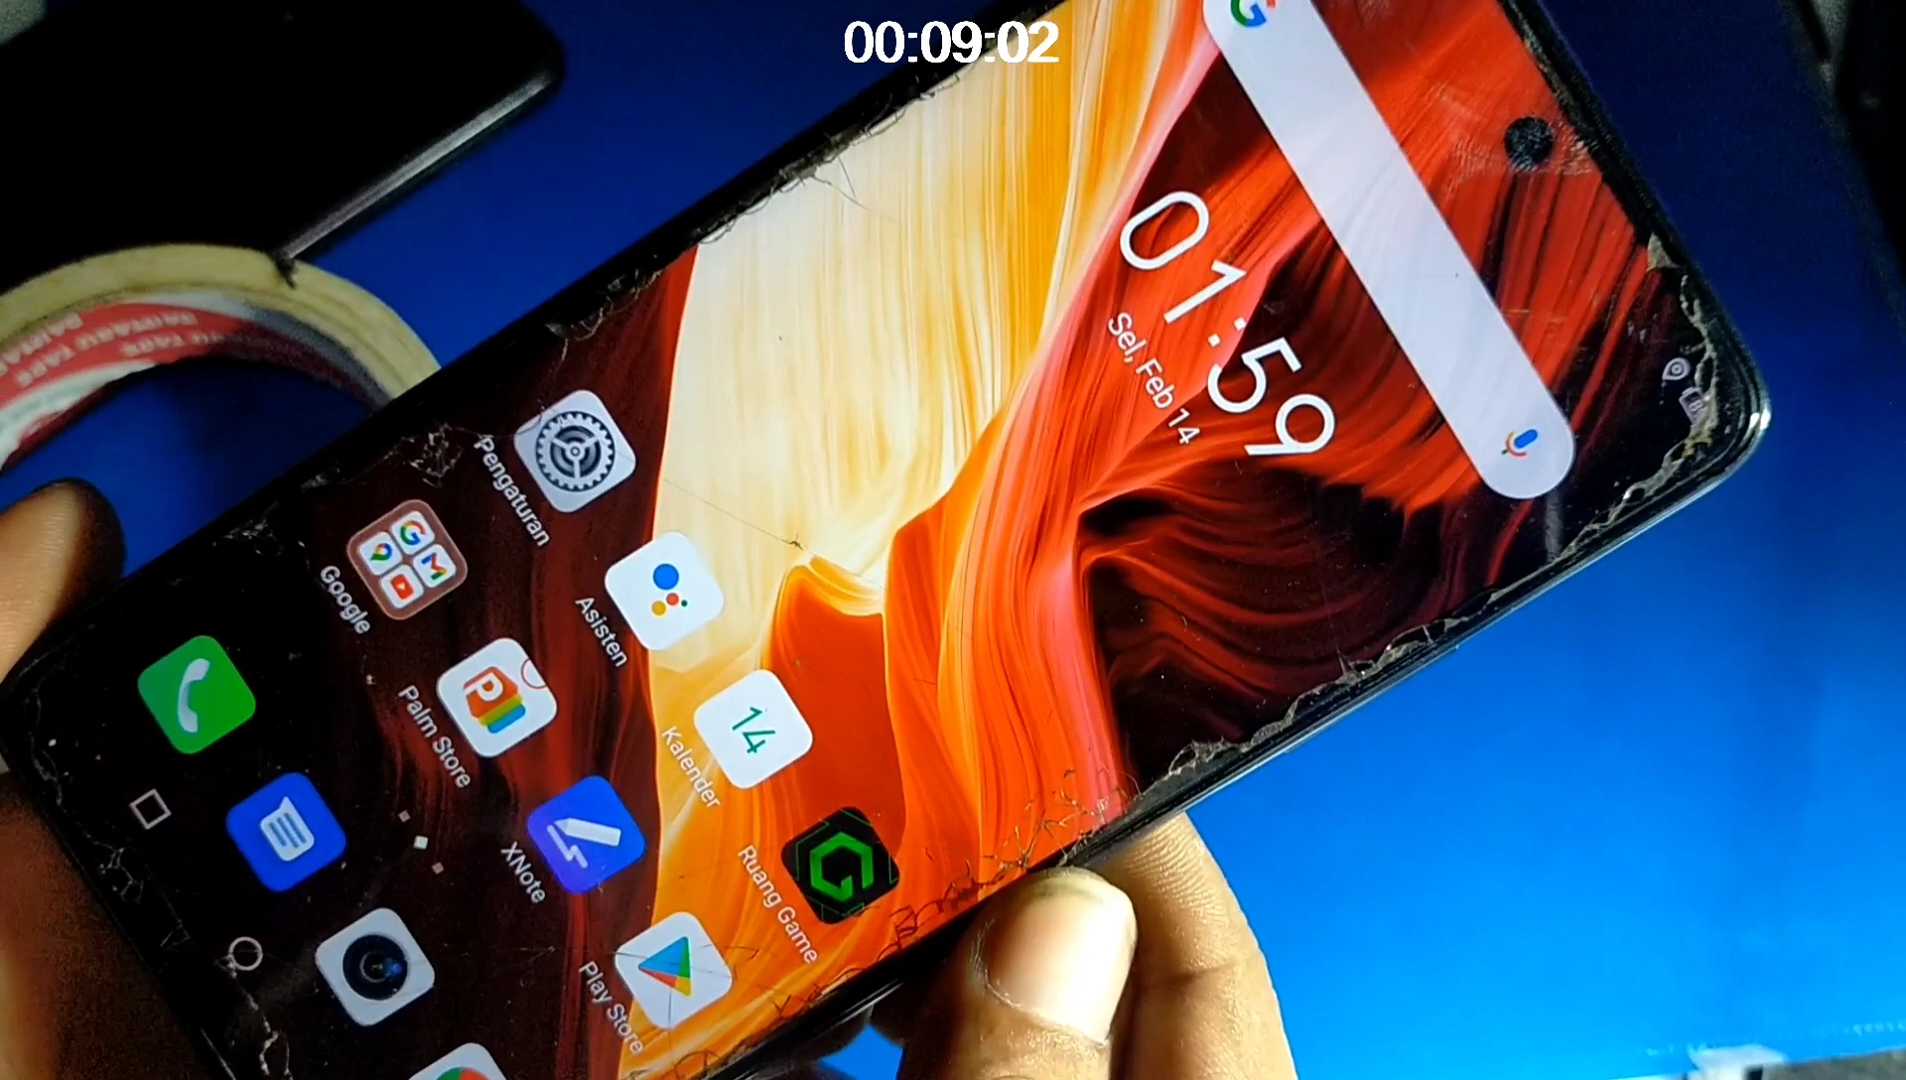 00:09:02
01:59
Sel, Feb 14
Pengaturan
Asisten
14
Kalender
Ruang Game
Google
Palm Store
XNote
Play Store